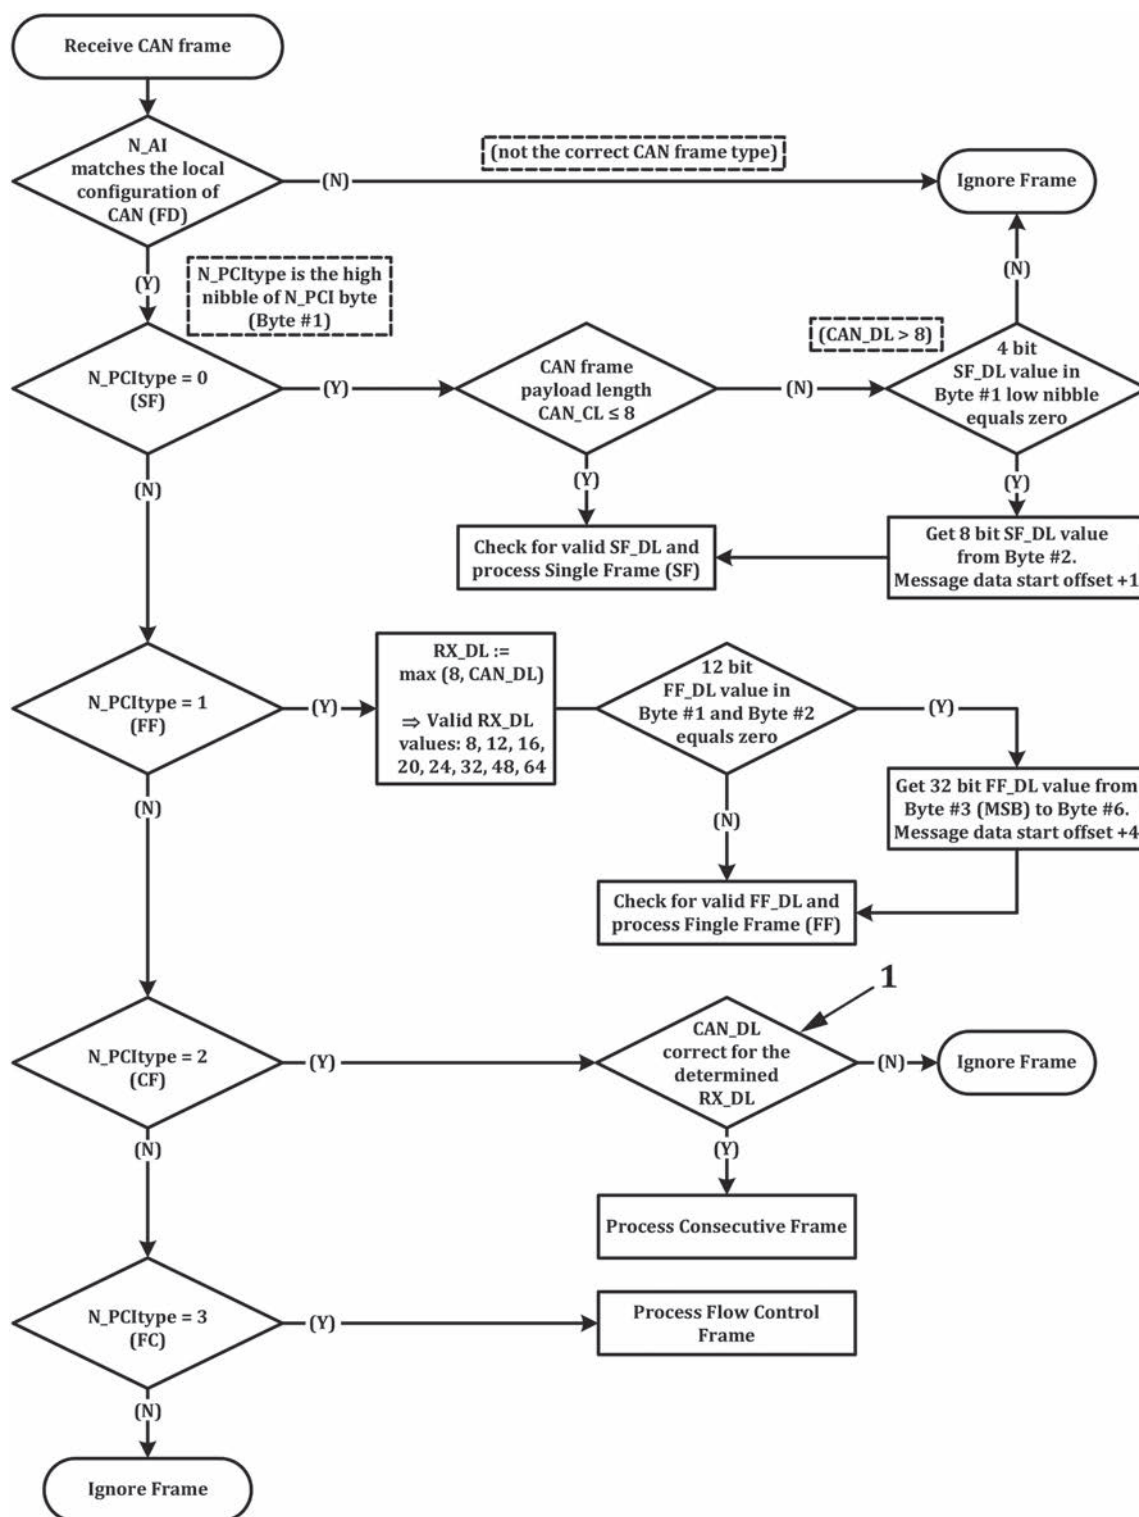 Receive CAN frame
N_AI
matches the local
configuration of
CAN (FD)
(N)
(not the correct CAN frame type)
Ignore Frame
(Y)
N_PCItype is the high
nibble of N_PCI byte
(Byte #1)
(N)
N_PCItype = 0
(SF)
(Y)
CAN frame
payload length
CAN_CL ≤ 8
(N)
(CAN_DL > 8)
4 bit
SF_DL value in
Byte #1 low nibble
equals zero
(N)
(Y)
(Y)
Check for valid SF_DL and
process Single Frame (SF)
Get 8 bit SF_DL value
from Byte #2.
Message data start offset +1
N_PCItype = 1
(FF)
(Y)
RX_DL :=
max (8, CAN_DL)
⇒ Valid RX_DL
values: 8, 12, 16,
20, 24, 32, 48, 64
12 bit
FF_DL value in
Byte #1 and Byte #2
equals zero
(Y)
(N)
(N)
Get 32 bit FF_DL value from
Byte #3 (MSB) to Byte #6.
Message data start offset +4
Check for valid FF_DL and
process Fingle Frame (FF)
1
N_PCItype = 2
(CF)
(Y)
CAN_DL
correct for the
determined
RX_DL
(N)
Ignore Frame
(N)
(Y)
Process Consecutive Frame
N_PCItype = 3
(FC)
(Y)
Process Flow Control
Frame
(N)
Ignore Frame